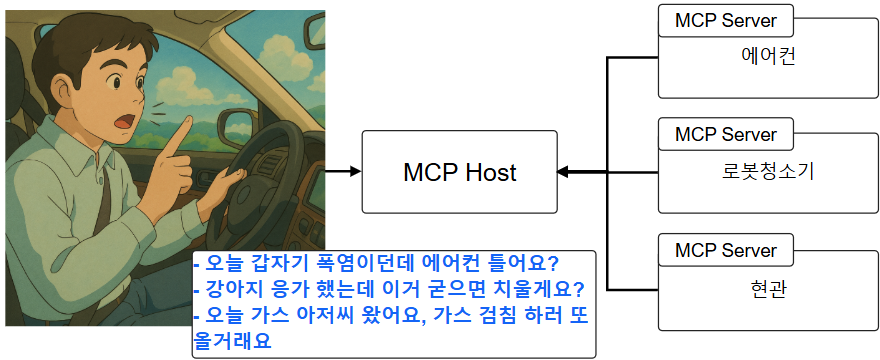 MCP Server
에어컨
MCP Server
로봇청소기
MCP Host
MCP Server
현관
- 오늘 갑자기 폭염이던데 에어컨 틀어요?
- 강아지 응가 했는데 이거 굳으면 치울게요?
- 오늘 가스 아저씨 왔어요, 가스 검침 하러 또
올거래요